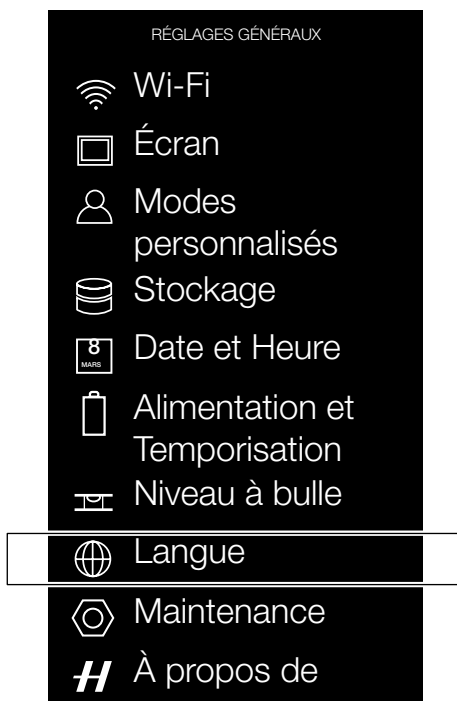 RÉGLAGES GÉNÉRAUX
Wi-Fi
Écran
Modes
personnalisés
Stockage
8
MARS
Date et Heure
Alimentation et
Temporisation
Niveau à bulle
Langue
Maintenance
H À propos de